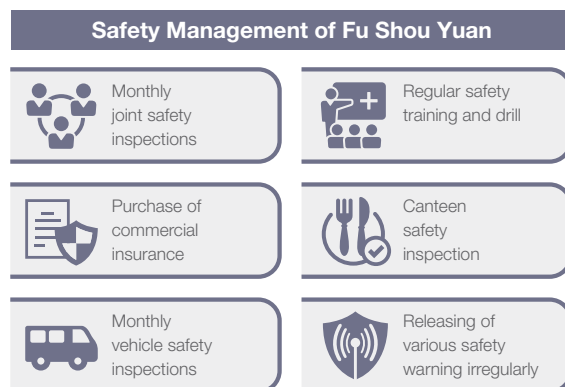 Safety Management of Fu Shou Yuan
Monthly
joint safety
inspections
Regular safety
training and drill
Purchase of
commercial
insurance
Canteen
safety
inspection
Monthly
vehicle safety
inspections
Releasing of
various safety
warning irregularly